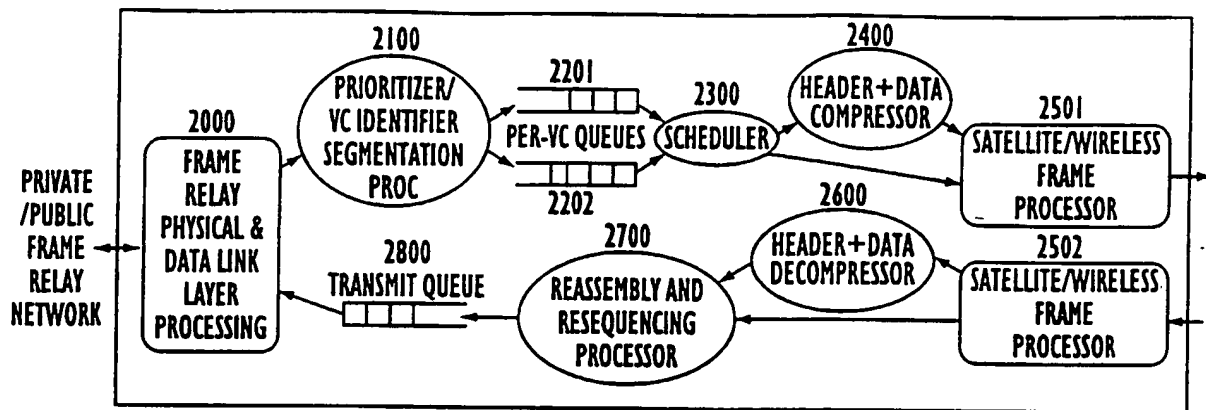 PRIVATE
/PUBLIC
FRAME
RELAY
NETWORK
2000
FRAME
RELAY
PHYSICAL &
DATA LINK
LAYER
PROCESSING
2100
PRIORITIZER/
VC IDENTIFIER
SEGMENTATION
PROC
2201
PER-VC QUEUES
2202
2300
SCHEDULER
2400
HEADER+DATA
COMPRESSOR
2501
SATELLITE/WIRELESS
FRAME
PROCESSOR
2502
SATELLITE/WIRELESS
FRAME
PROCESSOR
2600
HEADER+DATA
DECOMPRESSOR
2700
REASSEMBLY AND
RESEQUENCING
PROCESSOR
2800
TRANSMIT QUEUE